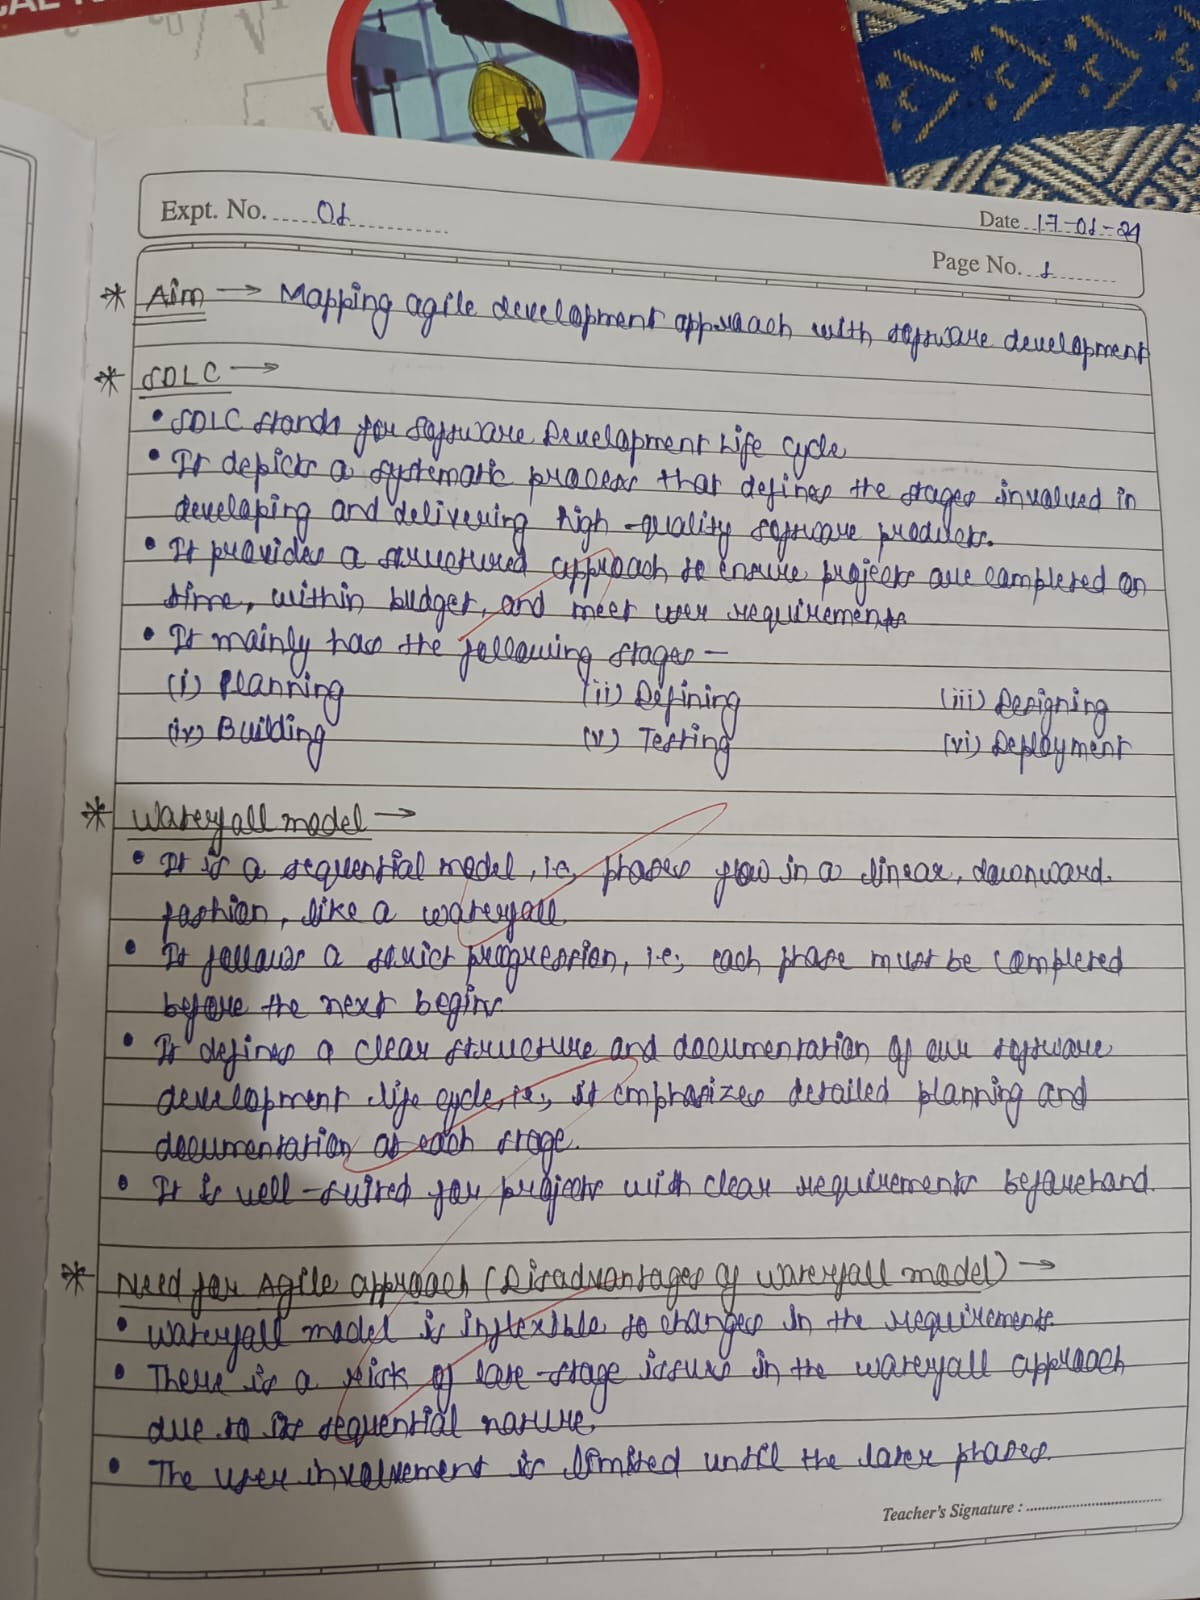 CAL
Expt. No. 01
Date 17-01-24
Page No. 1
* Aim → Mapping agile development approach with software development
* SDLC →
• SDLC stands for Software Development Life Cycle
• It depicts a systematic process that defines the stages involved in
developing and delivering high-quality software products.
• It provides a structured approach to ensure projects are completed on
time, within budget, and meet user requirements
• It mainly has the following stages –
(i) Planning (ii) Defining (iii) Designing
(iv) Building (v) Testing (vi) Deployment
* Waterfall model →
• It is a sequential model, i.e, phases flow in a linear, downward
fashion, like a waterfall.
• It follows a strict progression, i.e, each phase must be completed
before the next begins.
• It defines a clear structure and documentation of our software
development life cycle, i.e, it emphasizes detailed planning and
documentation at each stage.
• It is well-suited for projects with clear requirements beforehand.
* Need for Agile approach (Disadvantages of waterfall model) →
• Waterfall model is inflexible to changes in the requirements.
• There is a risk of late-stage issues in the waterfall approach
due to its sequential nature.
• The user involvement is limited until the later phases.
Teacher's Signature :